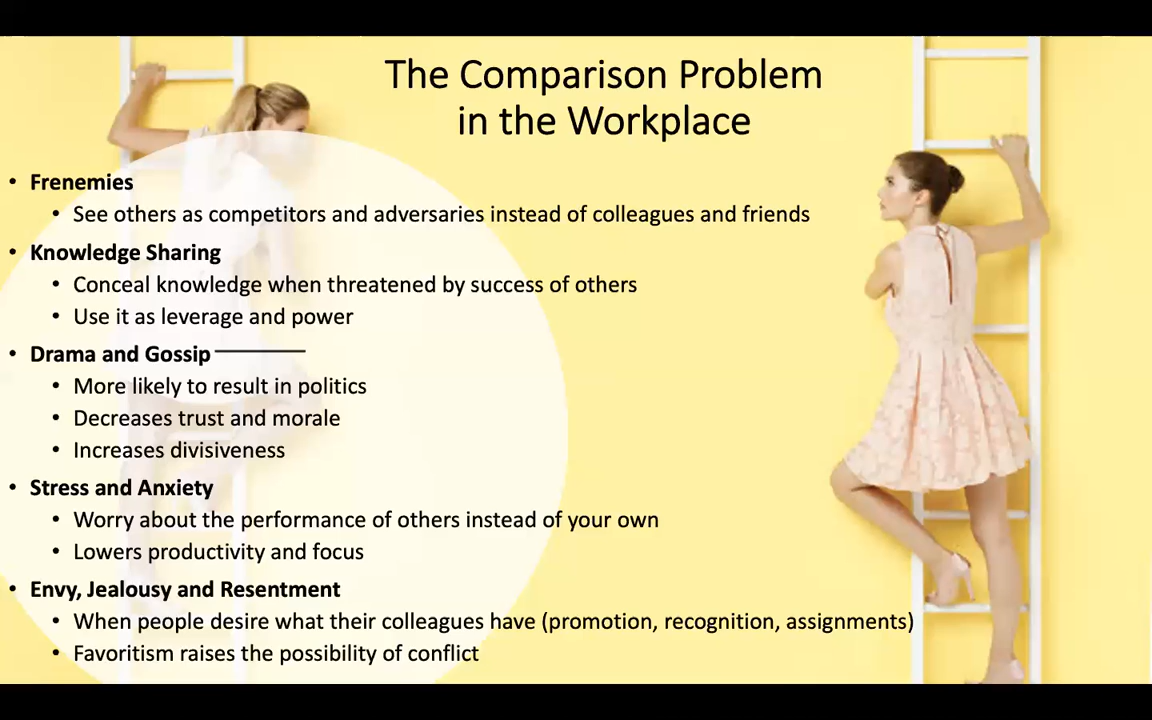 The Comparison Problem
in the Workplace
• Frenemies
• See others as competitors and adversaries instead of colleagues and friends
• Knowledge Sharing
• Conceal knowledge when threatened by success of others
• Use it as leverage and power
• Drama and Gossip
• More likely to result in politics
• Decreases trust and morale
• Increases divisiveness
• Stress and Anxiety
• Worry about the performance of others instead of your own
• Lowers productivity and focus
• Envy, Jealousy and Resentment
• When people desire what their colleagues have (promotion, recognition, assignments)
• Favoritism raises the possibility of conflict